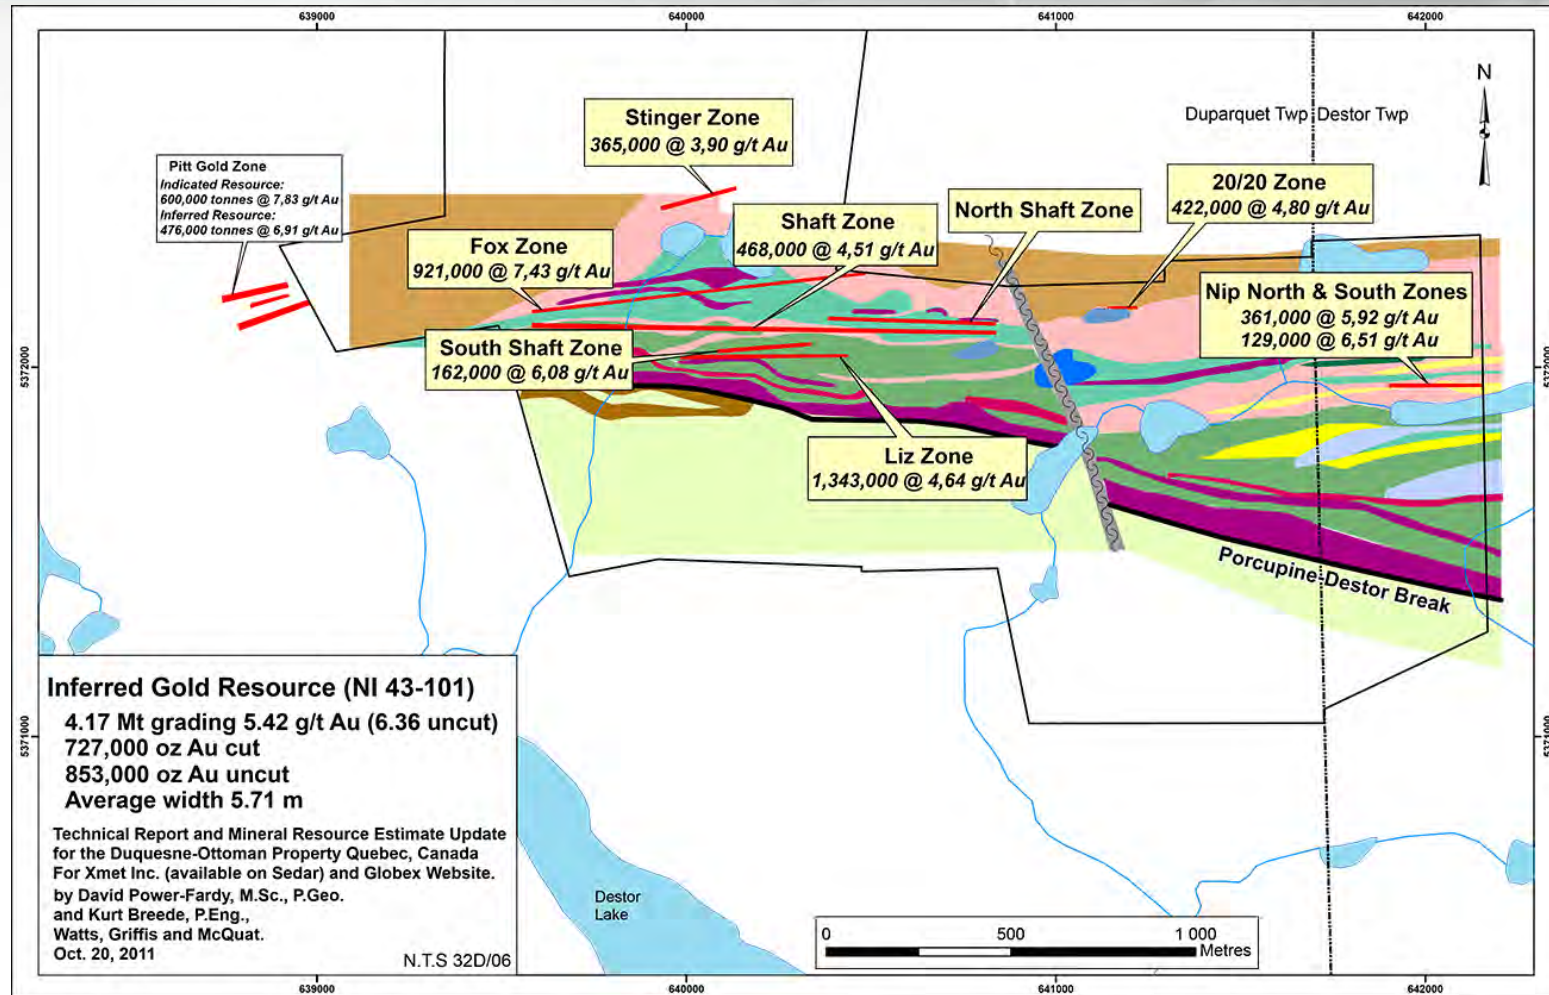 639000
640000
641000
642000
N
Duparquet Twp
Destor Twp
Stinger Zone
365,000 @ 3,90 g/t Au
Pitt Gold Zone
Indicated Resource:
600,000 tonnes @ 7,83 g/t Au
Inferred Resource:
476,000 tonnes @ 6,91 g/t Au
20/20 Zone
422,000 @ 4,80 g/t Au
North Shaft Zone
Shaft Zone
468,000 @ 4,51 g/t Au
Fox Zone
921,000 @ 7,43 g/t Au
Nip North & South Zones
361,000 @ 5,92 g/t Au
129,000 @ 6,51 g/t Au
South Shaft Zone
162,000 @ 6,08 g/t Au
5372000
5372000
Liz Zone
1,343,000 @ 4,64 g/t Au
Porcupine-Destor Break
Inferred Gold Resource (NI 43-101)
4.17 Mt grading 5.42 g/t Au (6.36 uncut)
727,000 oz Au cut
853,000 oz Au uncut
Average width 5.71 m
5371000
5371000
Technical Report and Mineral Resource Estimate Update
for the Duquesne-Ottoman Property Quebec, Canada
For Xmet Inc. (available on Sedar) and Globex Website.
by David Power-Fardy, M.Sc., P.Geo.
and Kurt Breede, P.Eng.,
Watts, Griffis and McQuat.
Oct. 20, 2011
N.T.S 32D/06
Destor
Lake
0
500
1 000
Metres
639000
640000
641000
642000